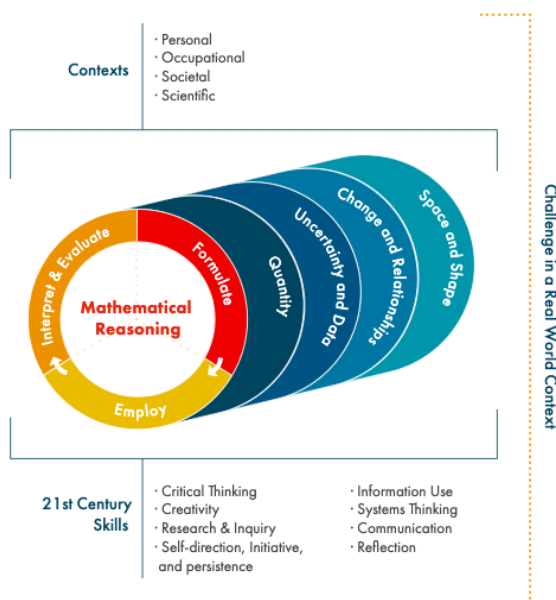 Contexts
· Personal
· Occupational
· Societal
· Scientific
Interpret & Evaluate
Formulate
Employ
Mathematical
Reasoning
Quantity
Uncertainty and Data
Change and Relationships
Space and Shape
Challenge in a Real World Context
21st Century
Skills
· Critical Thinking
· Creativity
· Research & Inquiry
· Self-direction, Initiative,
and persistence
· Information Use
· Systems Thinking
· Communication
· Reflection